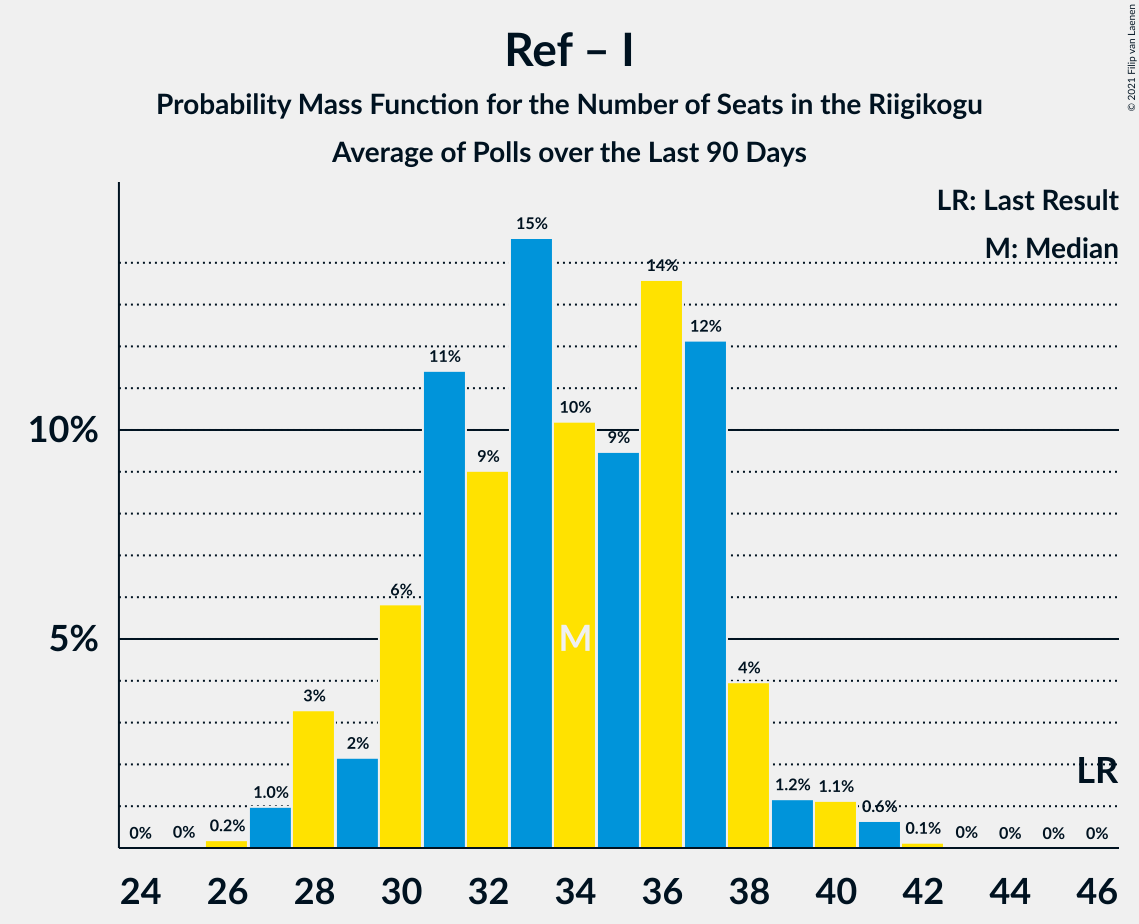 Ref – I
Probability Mass Function for the Number of Seats in the Riigikogu
Average of Polls over the Last 90 Days
© 2021 Filip van Laenen
LR: Last Result
M: Median
15%
14%
12%
11%
10%
9%
10%
9%
6%
5%
M
4%
3%
2%
LR
1.0%
1.2%
1.1%
0.6%
0%
0%
0.2%
0.1%
0%
0%
0%
0%
24 26 28 30 32 34 36 38 40 42 44 46